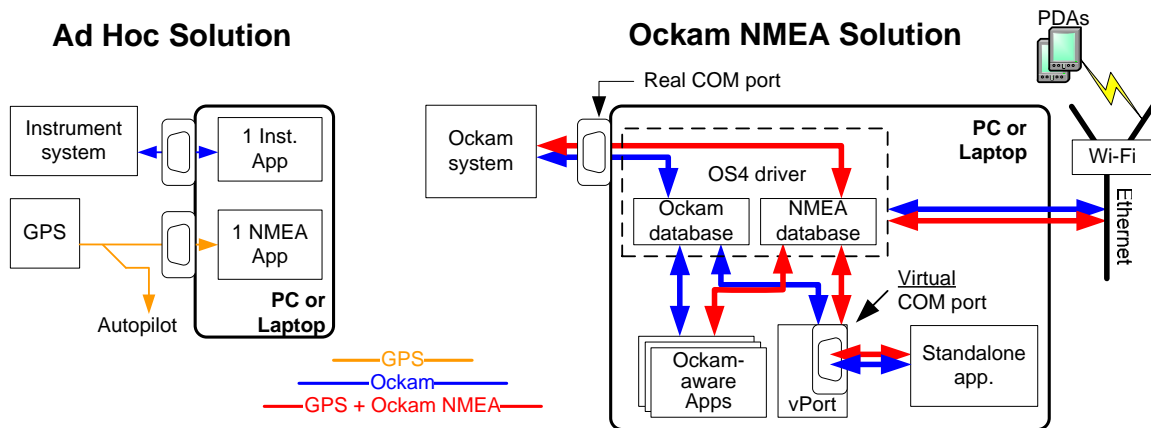 Ad Hoc Solution
Instrument
system
1 Inst.
App
GPS
1 NMEA
App
PC or
Laptop
Autopilot
GPS
Ockam
GPS + Ockam NMEA
Ockam NMEA Solution
PDAs
Real COM port
Ockam
system
PC or
Laptop
OS4 driver
Ockam
database
NMEA
database
Wi-Fi
Ethernet
Virtual
COM port
Ockam-
aware
Apps
vPort
Standalone
app.